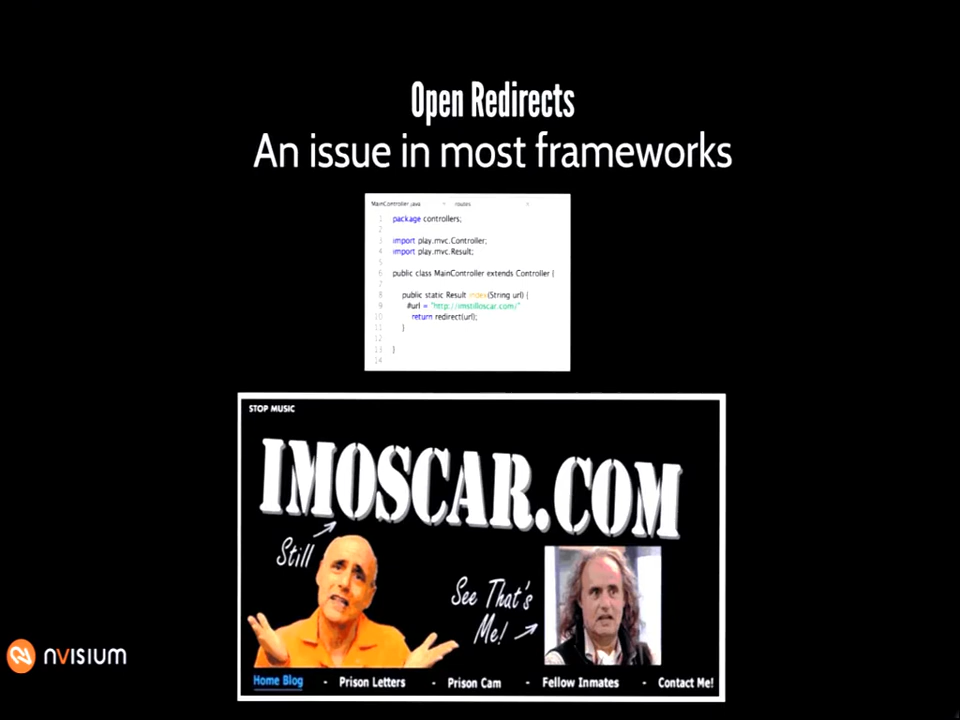 Open Redirects
An issue in most frameworks
MainController.java × routes ×
1 package controllers;
2
3 import play.mvc.Controller;
4 import play.mvc.Result;
5
6 public class MainController extends Controller {
7
8 public static Result index(String url) {
9 #url = "http://imstilloscar.com/"
10 return redirect(url);
11 }
12
13 }
14
STOP MUSIC
IMOSCAR.COM
Still
See That's
Me!
Home Blog - Prison Letters - Prison Cam - Fellow Inmates - Contact Me!
nVISIUM